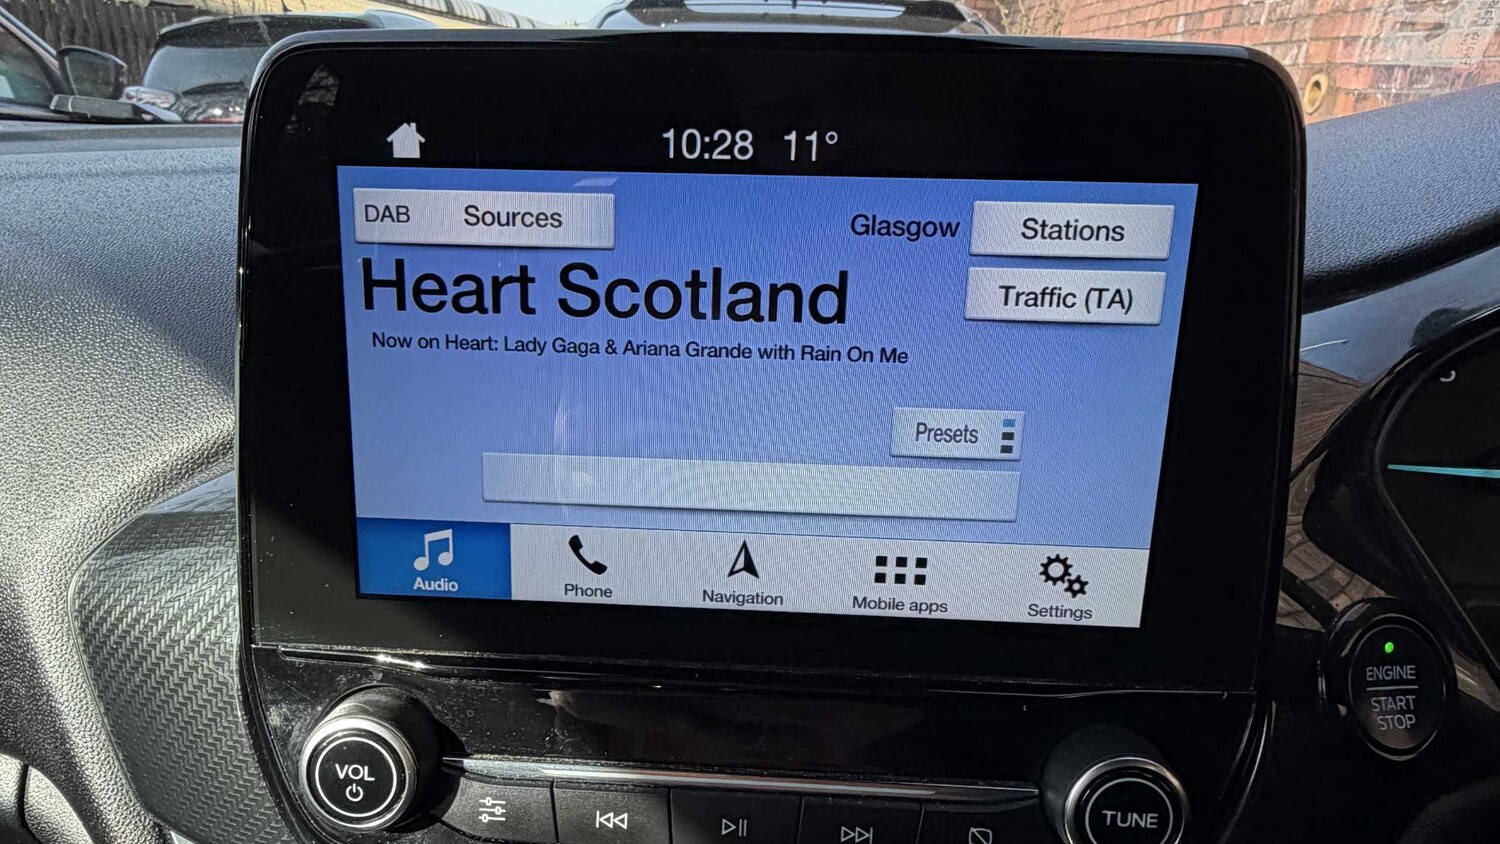 10:28 11°
DAB Sources
Glasgow Stations
Heart Scotland
Traffic (TA)
Now on Heart: Lady Gaga & Ariana Grande with Rain On Me
Presets
Audio
Phone
Navigation
Mobile apps
Settings
ENGINE
START
STOP
VOL
TUNE